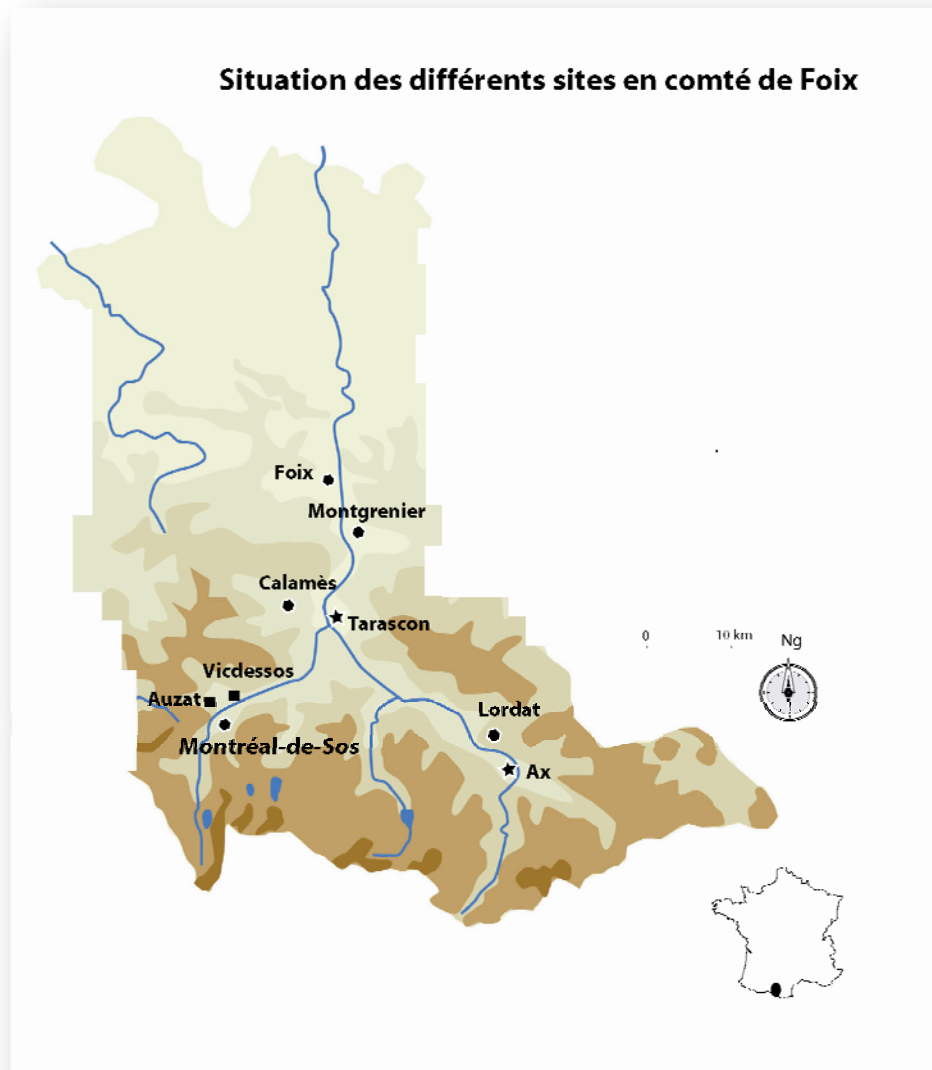 Situation des différents sites en comté de Foix
Foix
Montgrenier
Calamès
Tarascon
0 10 km
Ng
Vicdessos
Auzat
Lordat
Montréal-de-Sos
Ax